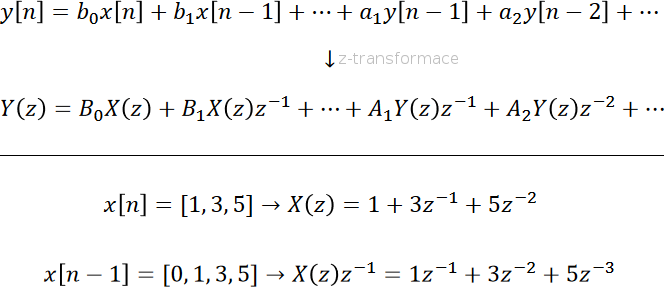 y[n] = b₀x[n] + b₁x[n − 1] + ⋯ + a₁y[n − 1] + a₂y[n − 2] + ⋯
↓z-transformace
Y(z) = B₀X(z) + B₁X(z)z⁻¹ + ⋯ + A₁Y(z)z⁻¹ + A₂Y(z)z⁻² + ⋯
x[n] = [1, 3, 5] → X(z) = 1 + 3z⁻¹ + 5z⁻²
x[n − 1] = [0, 1, 3, 5] → X(z)z⁻¹ = 1z⁻¹ + 3z⁻² + 5z⁻³